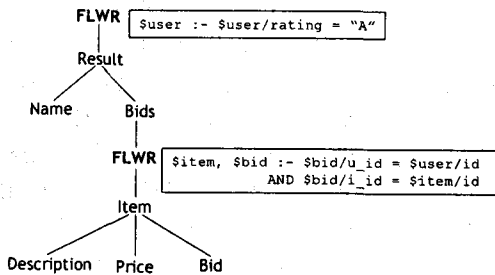 FLWR $user :- $user/rating = "A"
Result
Name Bids
FLWR $item, $bid :- $bid/u_id = $user/id
AND $bid/i_id = $item/id
Item
Description Price Bid